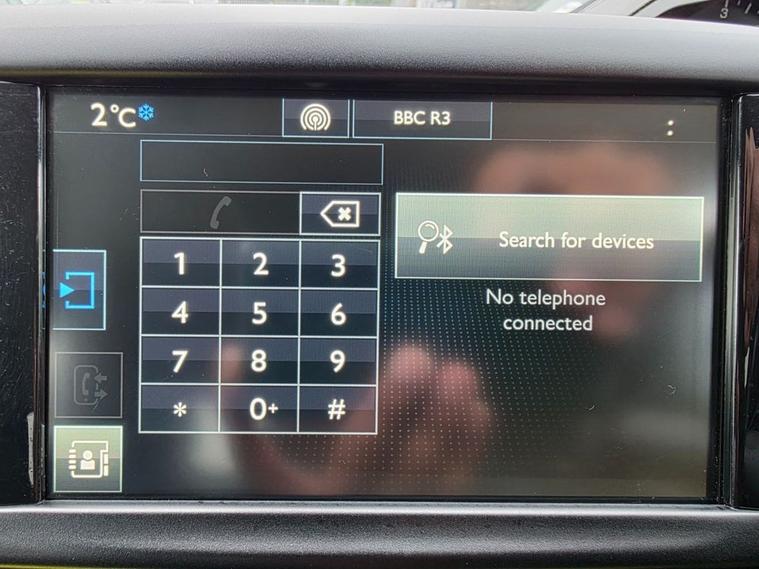 3
2°C
BBC R3
Search for devices
No telephone
connected
1 2 3
4 5 6
7 8 9
* 0+ #